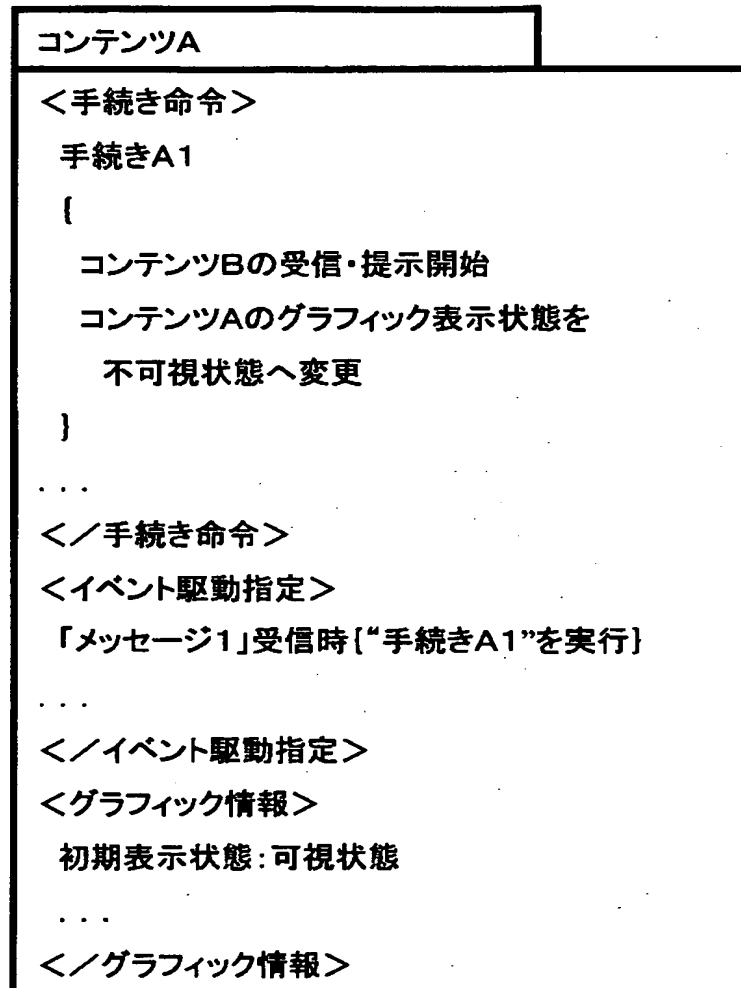 コンテンツA
＜手続き命令＞
手続きA1
{
コンテンツBの受信・提示開始
コンテンツAのグラフィック表示状態を
不可視状態へ変更
}
...
＜／手続き命令＞
＜イベント駆動指定＞
「メッセージ1」受信時{“手続きA1”を実行}
...
＜／イベント駆動指定＞
＜グラフィック情報＞
初期表示状態:可視状態
...
＜／グラフィック情報＞